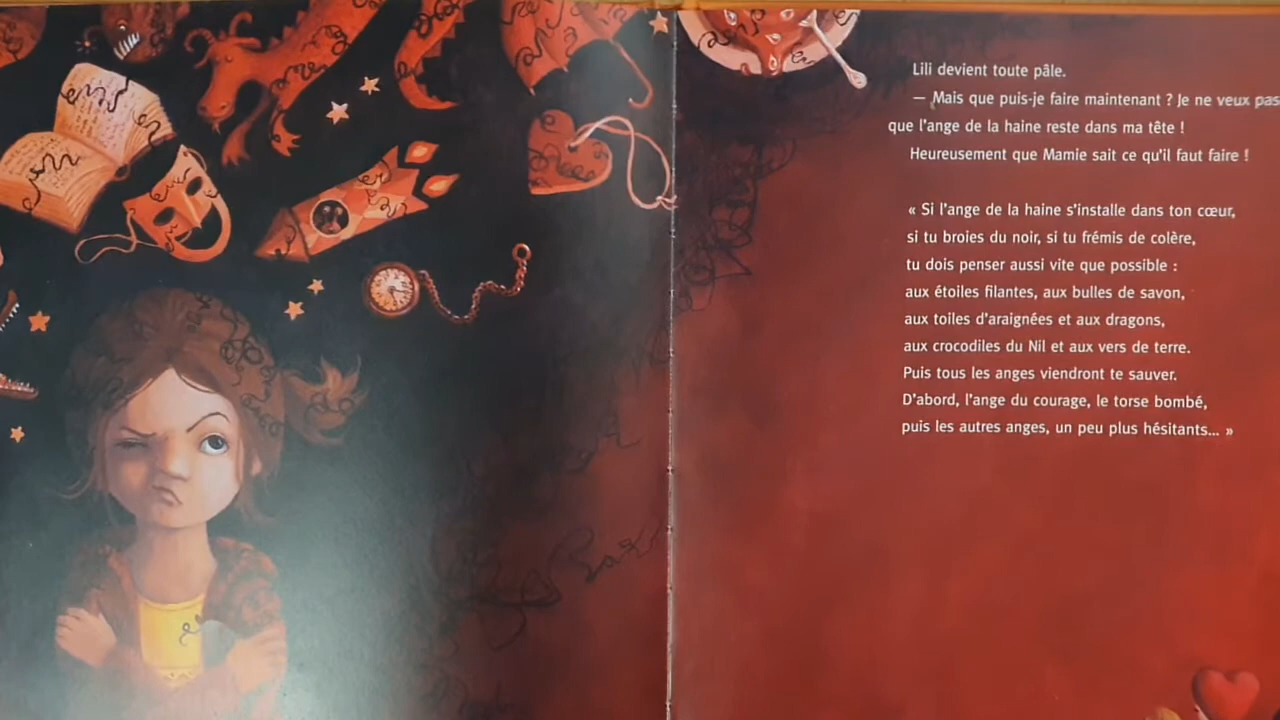 Lili devient toute pâle.
— Mais que puis-je faire maintenant ? Je ne veux pas
que l'ange de la haine reste dans ma tête !
Heureusement que Mamie sait ce qu'il faut faire !
« Si l'ange de la haine s'installe dans ton cœur,
si tu broies du noir, si tu frémis de colère,
tu dois penser aussi vite que possible :
aux étoiles filantes, aux bulles de savon,
aux toiles d'araignées et aux dragons,
aux crocodiles du Nil et aux vers de terre.
Puis tous les anges viendront te sauver.
D'abord, l'ange du courage, le torse bombé,
puis les autres anges, un peu plus hésitants... »